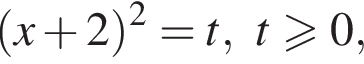 (x + 2)² = t, t ⩾ 0,